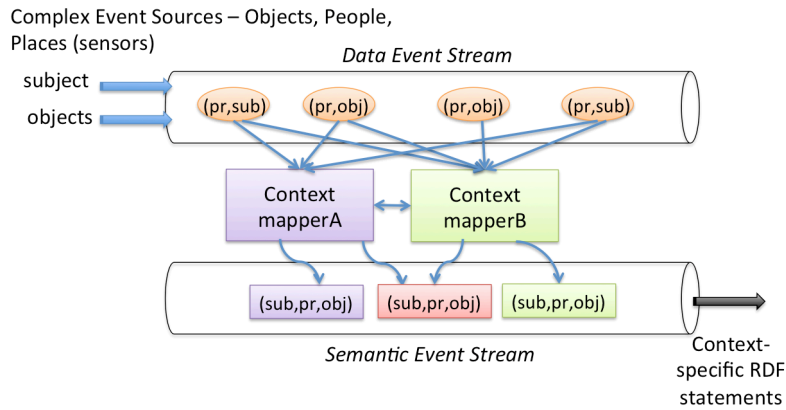 Complex Event Sources – Objects, People,
Places (sensors)
Data Event Stream
subject
objects
(pr,sub)
(pr,obj)
(pr,obj)
(pr,sub)
Context
mapperA
Context
mapperB
(sub,pr,obj)
(sub,pr,obj)
(sub,pr,obj)
Semantic Event Stream
Context-
specific RDF
statements